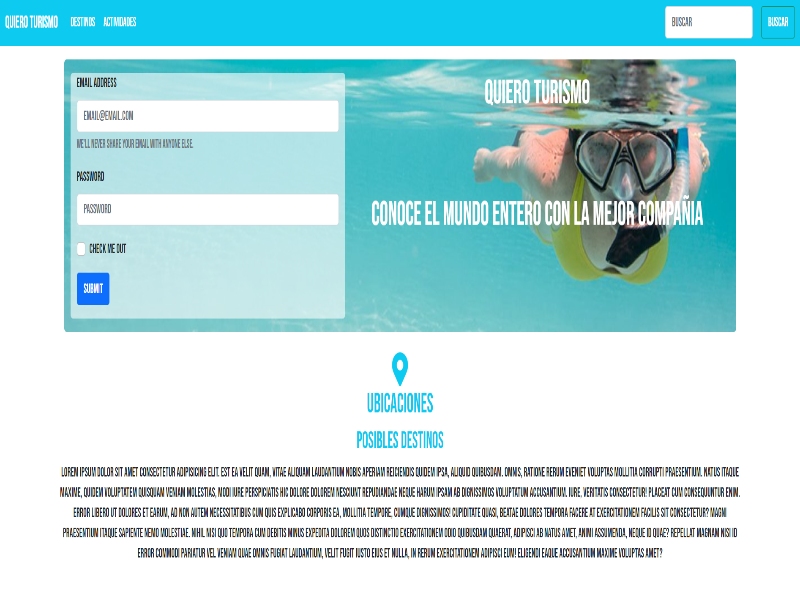 QUIERO TURISMO DESTINOS ACTIVIDADES BUSCAR BUSCAR
EMAIL ADDRESS
EMAIL@EMAIL.COM
WE'LL NEVER SHARE YOUR EMAIL WITH ANYONE ELSE.
PASSWORD
PASSWORD
CHECK ME OUT
SUBMIT
QUIERO TURISMO
CONOCE EL MUNDO ENTERO CON LA MEJOR COMPAÑIA
UBICACIONES
POSIBLES DESTINOS
LOREM IPSUM DOLOR SIT AMET CONSECTETUR ADIPISICING ELIT. EST EA VELIT QUAM, VITAE ALIQUAM LAUDANTIUM NOBIS APERIAM REICIENDIS QUIDEM IPSA, ALIQUID QUIBUSDAM. OMNIS, RATIONE RERUM EVENIET VOLUPTAS MOLLITIA CORRUPTI PRAESENTIUM. NATUS ITAQUE
MAXIME, QUIDEM VOLUPTATEM QUISQUAM VENIAM MOLESTIAS, MODI IURE PERSPICIATIS HIC DOLORE DOLOREM NESCIUNT REPUDIANDAE NEQUE HARUM IPSAM AB DIGNISSIMOS VOLUPTATUM ACCUSANTIUM. IURE, VERITATIS CONSECTETUR! PLACEAT CUM CONSEQUUNTUR ENIM,
ERROR LIBERO UT DOLORES ET EARUM, AD NON AUTEM NECESSITATIBUS CUM QUIS EXPLICABO CORPORIS EA, MOLLITIA TEMPORE, CUMQUE DIGNISSIMOS! CUPIDITATE QUASI, BEATAE DOLORES TEMPORA FACERE AT EXERCITATIONEM FACILIS SIT CONSECTETUR? MAGNI
PRAESENTIUM ITAQUE SAPIENTE NEMO MOLESTIAE. NIHIL NISI QUO TEMPORA CUM DEBITIS MINUS EXPEDITA DOLOREM QUOS DISTINCTIO EXERCITATIONEM ODIO QUIBUSDAM QUAERAT, ADIPISCI AB NATUS AMET, ANIMI ASSUMENDA, NEQUE ID QUAE? REPELLAT MAGNAM NISI ID
ERROR COMMODI PARIATUR VEL VENIAM QUAE OMNIS FUGIAT LAUDANTIUM, VELIT FUGIT IUSTO EIUS ET NULLA, IN RERUM EXERCITATIONEM ADIPISCI EUM! ELIGENDI EAQUE ACCUSANTIUM MAXIME VOLUPTAS AMET?